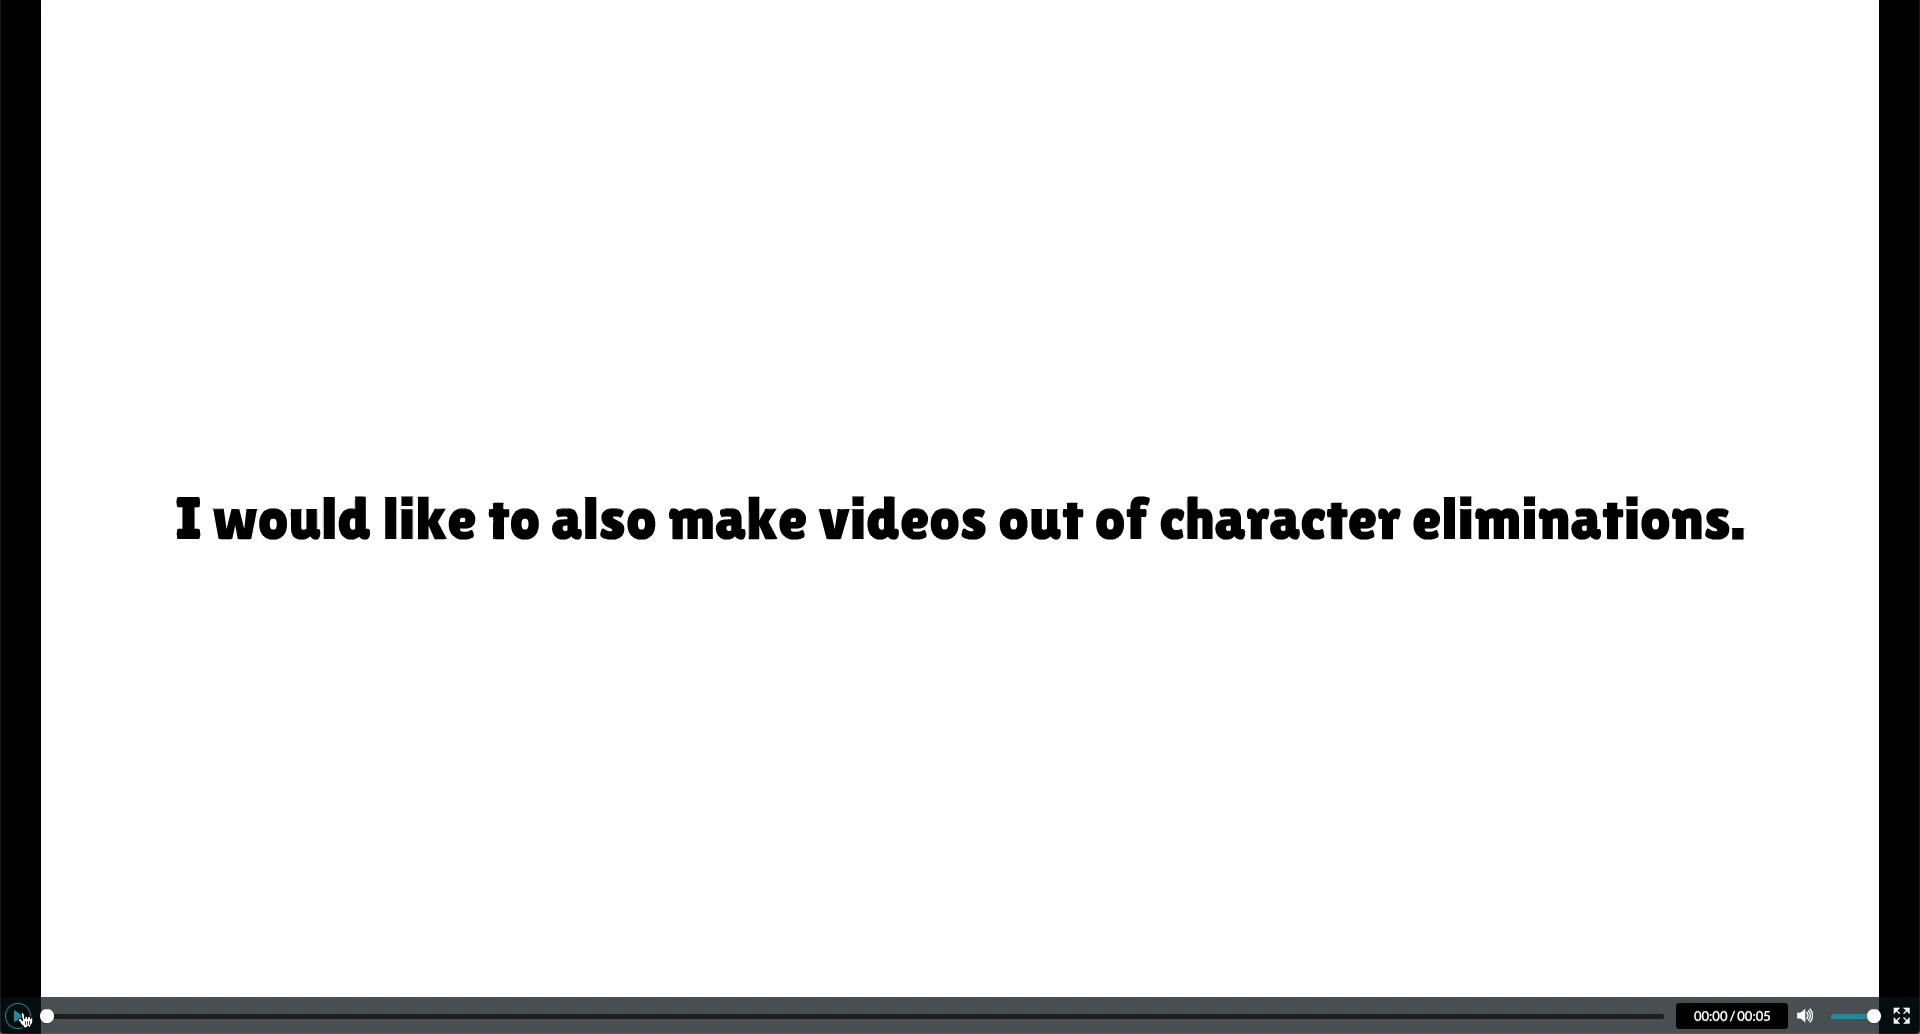 I would like to also make videos out of character eliminations.
00:00 / 00:05